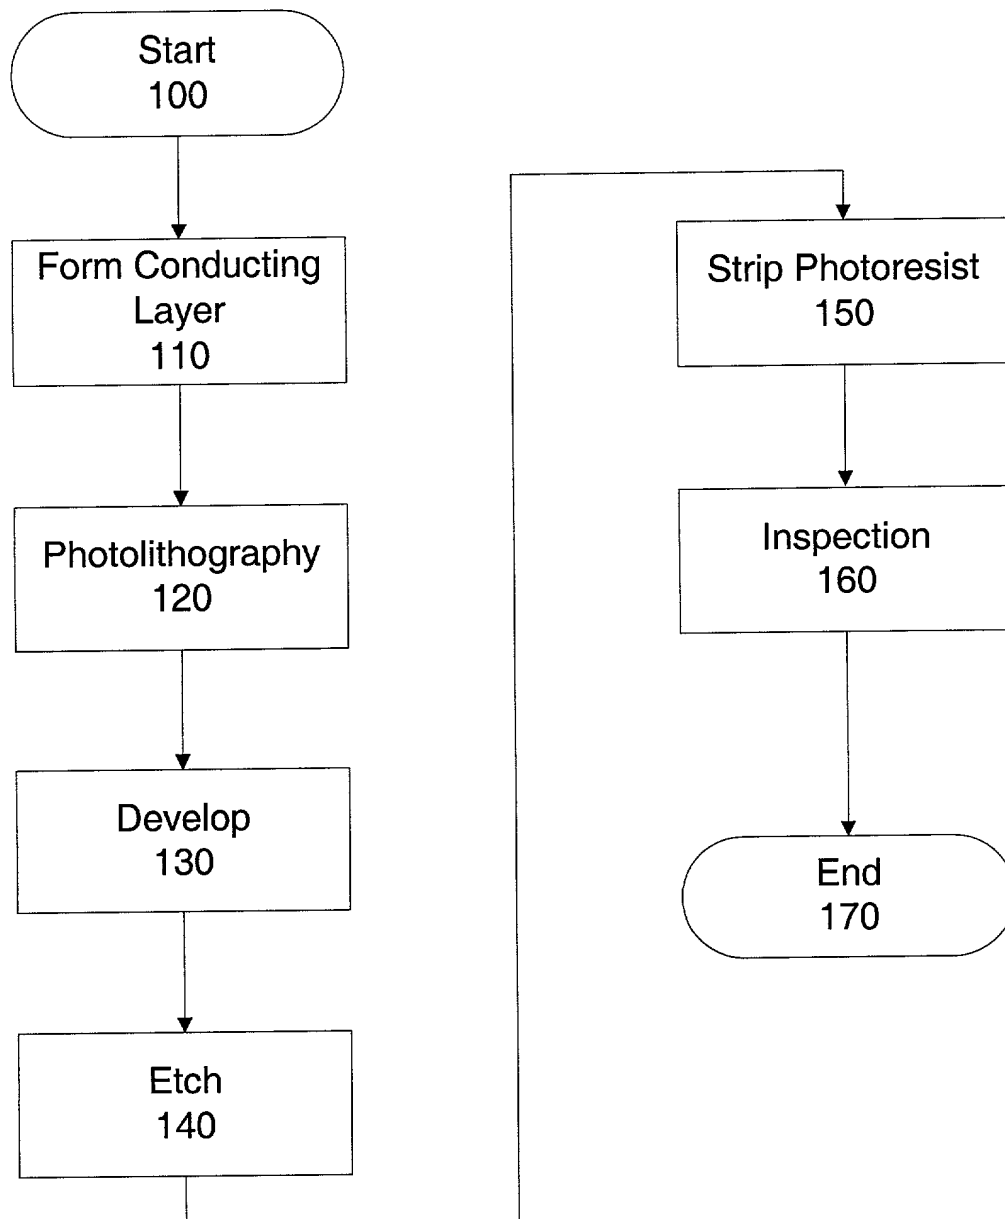 Start
100
Form Conducting
Layer
110
Photolithography
120
Develop
130
Etch
140
Strip Photoresist
150
Inspection
160
End
170